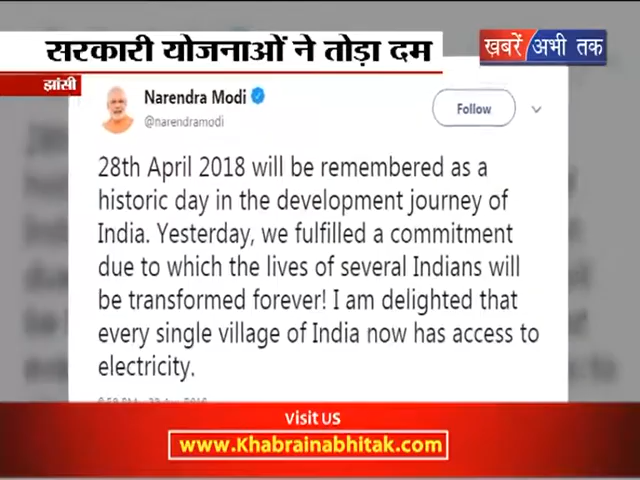 सरकारी योजनाओं ने तोड़ा दम
ख़बरें अभी तक
झांसी
Narendra Modi
@narendramodi
Follow
28th April 2018 will be remembered as a
historic day in the development journey of
India. Yesterday, we fulfilled a commitment
due to which the lives of several Indians will
be transformed forever! I am delighted that
every single village of India now has access to
electricity.
Visit US
www.Khabrainabhitak.com